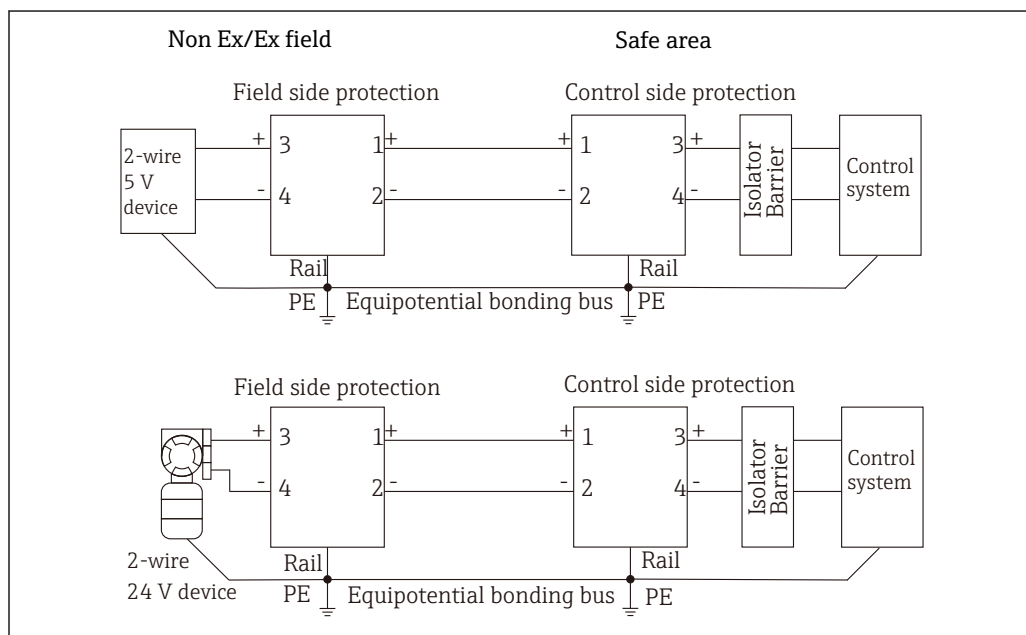 Non Ex/Ex field
Safe area
Field side protection
Control side protection
2-wire
5 V
device
+ 3 1 + + 1 3 +
- 4 2 - - 2 4 -
Isolator
Barrier
Control
system
Rail
Rail
PE Equipotential bonding bus PE
Field side protection
Control side protection
+ 3 1 + + 1 3 +
- 4 2 - - 2 4 -
Isolator
Barrier
Control
system
2-wire
24 V device
Rail
Rail
PE Equipotential bonding bus PE